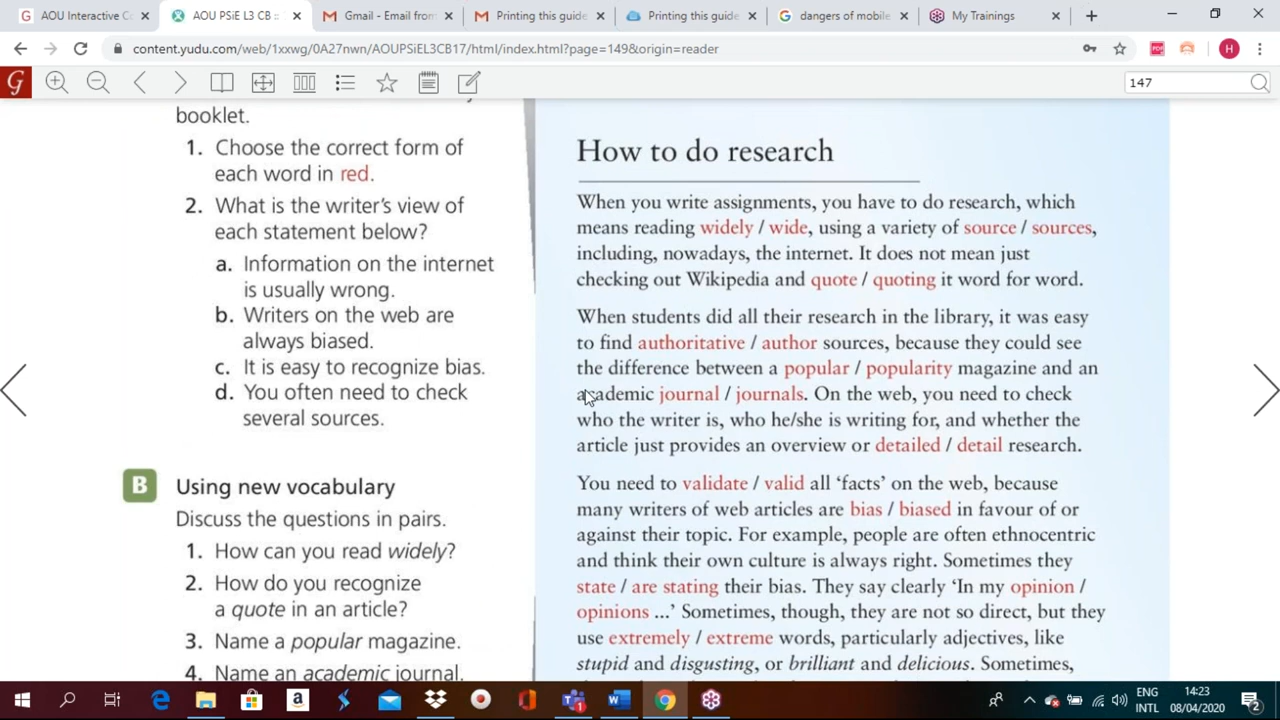 AOU Interactive C
AOU PSiE L3 CB ::
Gmail - Email from
Printing this guide
Printing this guide
dangers of mobile
My Trainings
content.yudu.com/web/1xxwg/0A27nwn/AOUPSiEL3CB17/html/index.html?page=149&origin=reader
PDF
H
G
147
booklet.
1. Choose the correct form of
each word in red.
2. What is the writer's view of
each statement below?
a. Information on the internet
is usually wrong.
b. Writers on the web are
always biased.
c. It is easy to recognize bias.
d. You often need to check
several sources.
B Using new vocabulary
Discuss the questions in pairs.
1. How can you read widely?
2. How do you recognize
a quote in an article?
3. Name a popular magazine.
4. Name an academic journal.
How to do research
When you write assignments, you have to do research, which
means reading widely / wide, using a variety of source / sources,
including, nowadays, the internet. It does not mean just
checking out Wikipedia and quote / quoting it word for word.
When students did all their research in the library, it was easy
to find authoritative / author sources, because they could see
the difference between a popular / popularity magazine and an
academic journal / journals. On the web, you need to check
who the writer is, who he/she is writing for, and whether the
article just provides an overview or detailed / detail research.
You need to validate / valid all 'facts' on the web, because
many writers of web articles are bias / biased in favour of or
against their topic. For example, people are often ethnocentric
and think their own culture is always right. Sometimes they
state / are stating their bias. They say clearly 'In my opinion /
opinions ...' Sometimes, though, they are not so direct, but they
use extremely / extreme words, particularly adjectives, like
stupid and disgusting, or brilliant and delicious. Sometimes,
ENG
INTL
14:23
08/04/2020